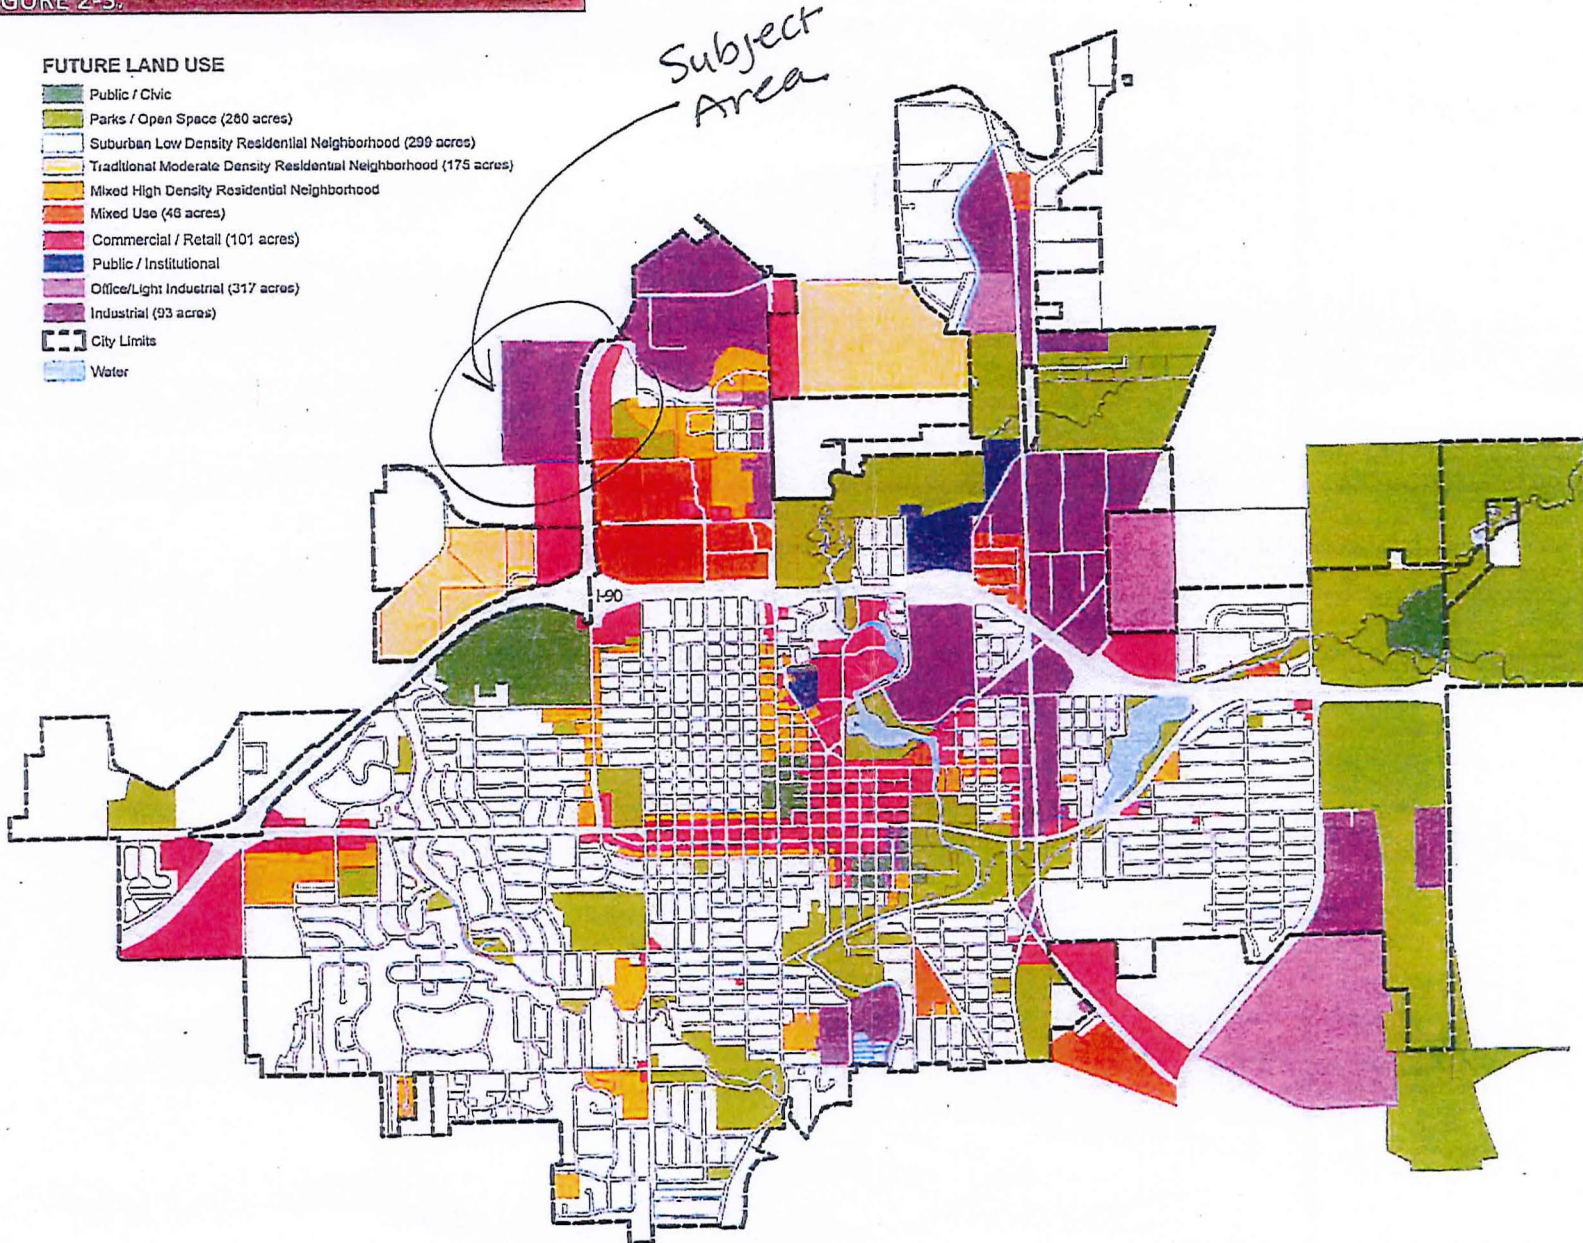 FIGURE 2-3.
Subject
Area
FUTURE LAND USE
Public / Civic
Parks / Open Space (280 acres)
Suburban Low Density Residential Neighborhood (299 acres)
Traditional Moderate Density Residential Neighborhood (175 acres)
Mixed High Density Residential Neighborhood
Mixed Use (46 acres)
Commercial / Retail (101 acres)
Public / Institutional
Office/Light Industrial (317 acres)
Industrial (93 acres)
City Limits
Water
I-90